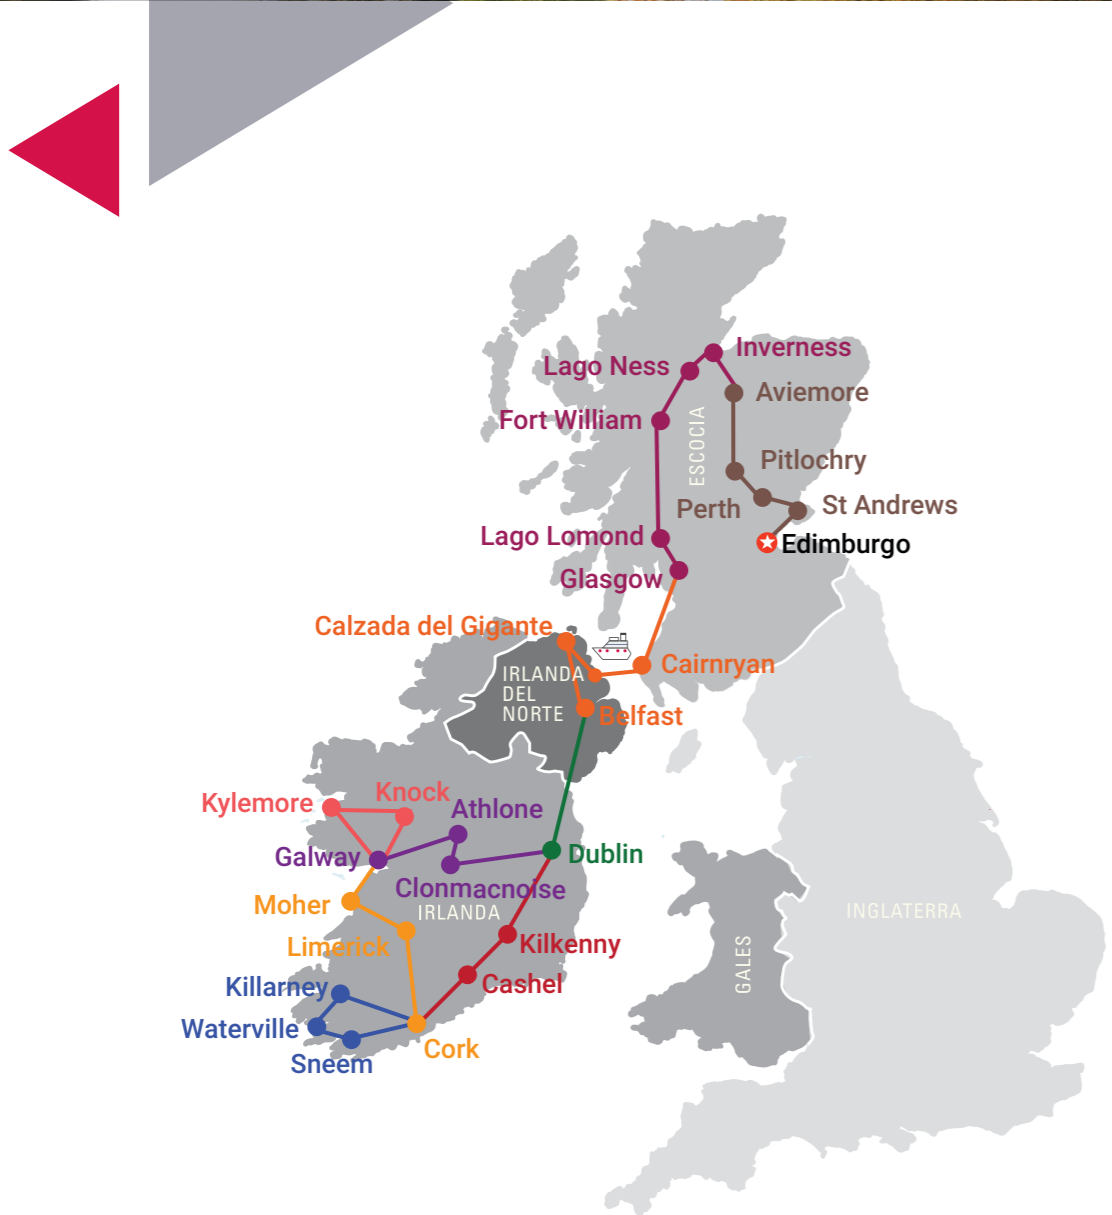 Inverness
Lago Ness
Aviemore
Fort William
ESCOCIA
Pitlochry
Perth
St Andrews
Lago Lomond
Edimburgo
Glasgow
Calzada del Gigante
Cairnryan
IRLANDA
DEL
NORTE
Belfast
Knock
Kylemore
Athlone
Galway
Dublin
Clonmacnoise
Moher
IRLANDA
INGLATERRA
Limerick
Kilkenny
GALES
Killarney
Cashel
Waterville
Cork
Sneem